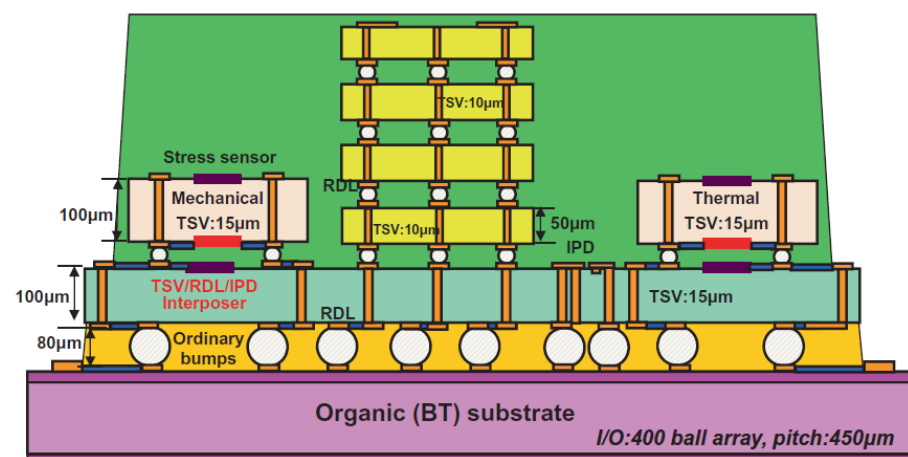 TSV:10μm
Stress sensor
RDL
Mechanical
TSV:15μm
100μm
TSV:10μm
50μm
IPD
Thermal
TSV:15μm
100μm
TSV/RDL/IPD
Interposer
TSV:15μm
RDL
80μm
Ordinary
bumps
Organic (BT) substrate
I/O:400 ball array, pitch:450μm